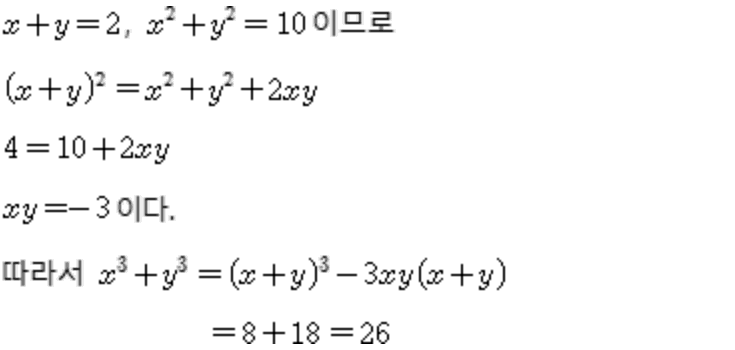 x+y=2, x²+y²=10 이므로
(x+y)²=x²+y²+2xy
4=10+2xy
xy=-3 이다.
따라서 x³+y³=(x+y)³-3xy(x+y)
=8+18=26